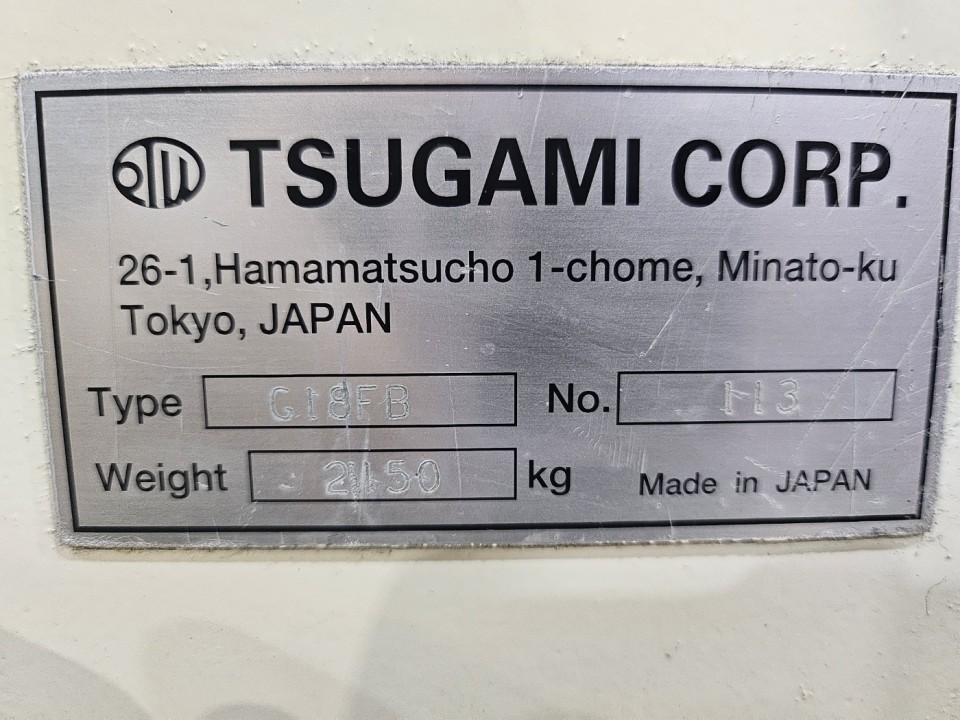 TSUGAMI CORP.
26-1,Hamamatsucho 1-chome, Minato-ku
Tokyo, JAPAN
Type G18FB No. 113
Weight 2150 kg Made in JAPAN